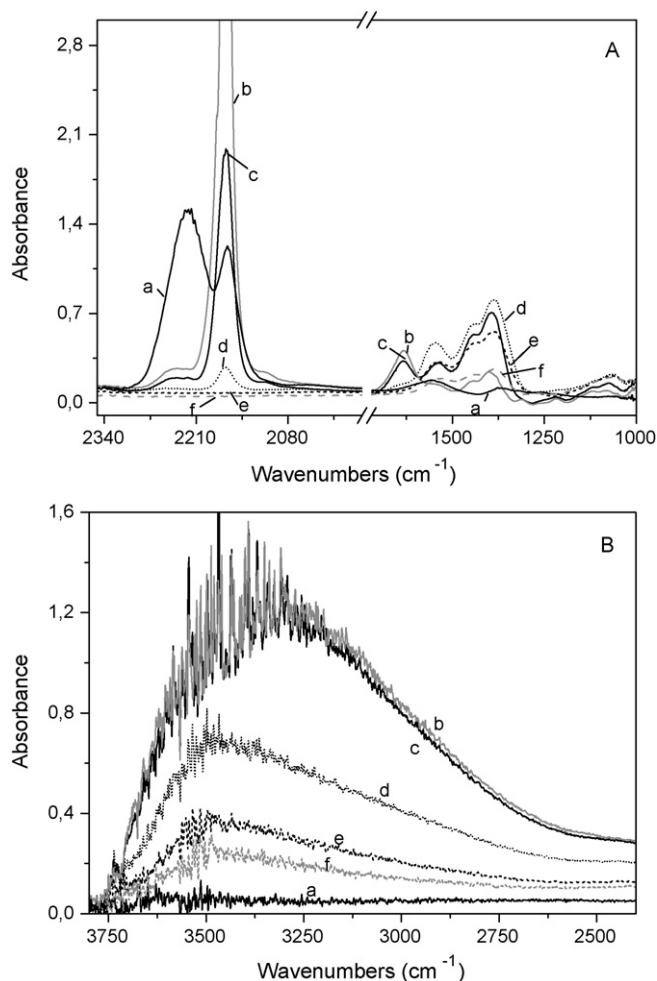 A
2,8
b
2,1
c
1,4
a
0,7
d
d
c
b
e
f
a
f
e
0,0
2340
2210
2080
1500
1250
1000
Absorbance
Wavenumbers (cm-1)
1,6
B
1,2
0,8
b
c
d
0,4
e
f
a
0,0
3750
3500
3250
3000
2750
2500
Absorbance
Wavenumbers (cm-1)